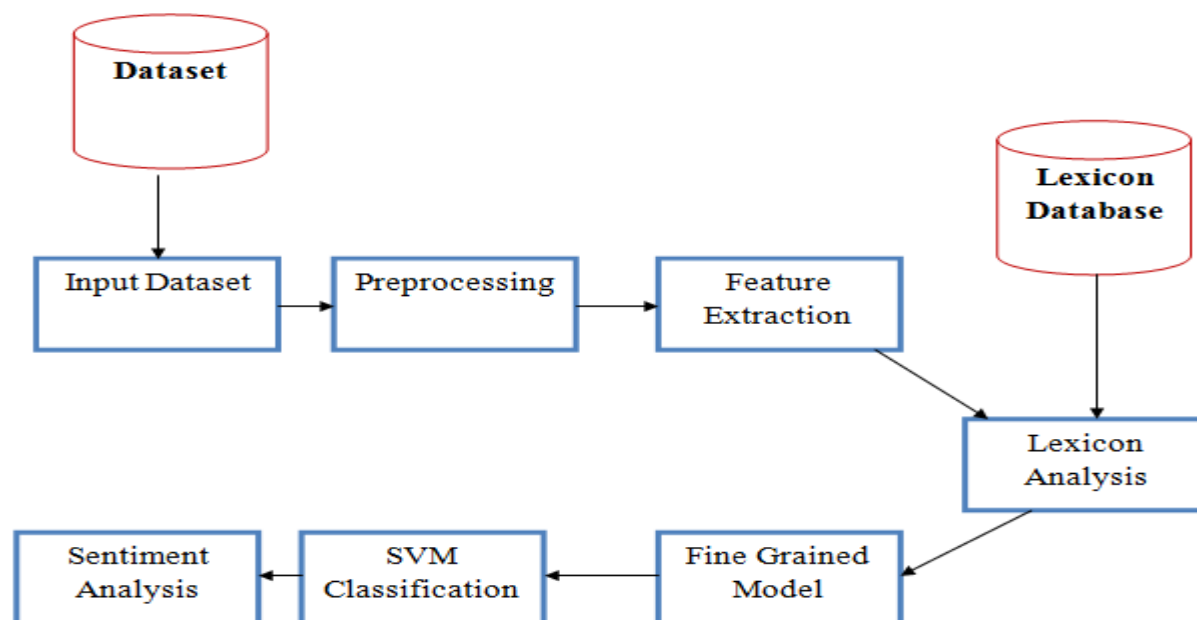 Dataset
Lexicon
Database
Input Dataset
Preprocessing
Feature
Extraction
Lexicon
Analysis
Sentiment
Analysis
SVM
Classification
Fine Grained
Model